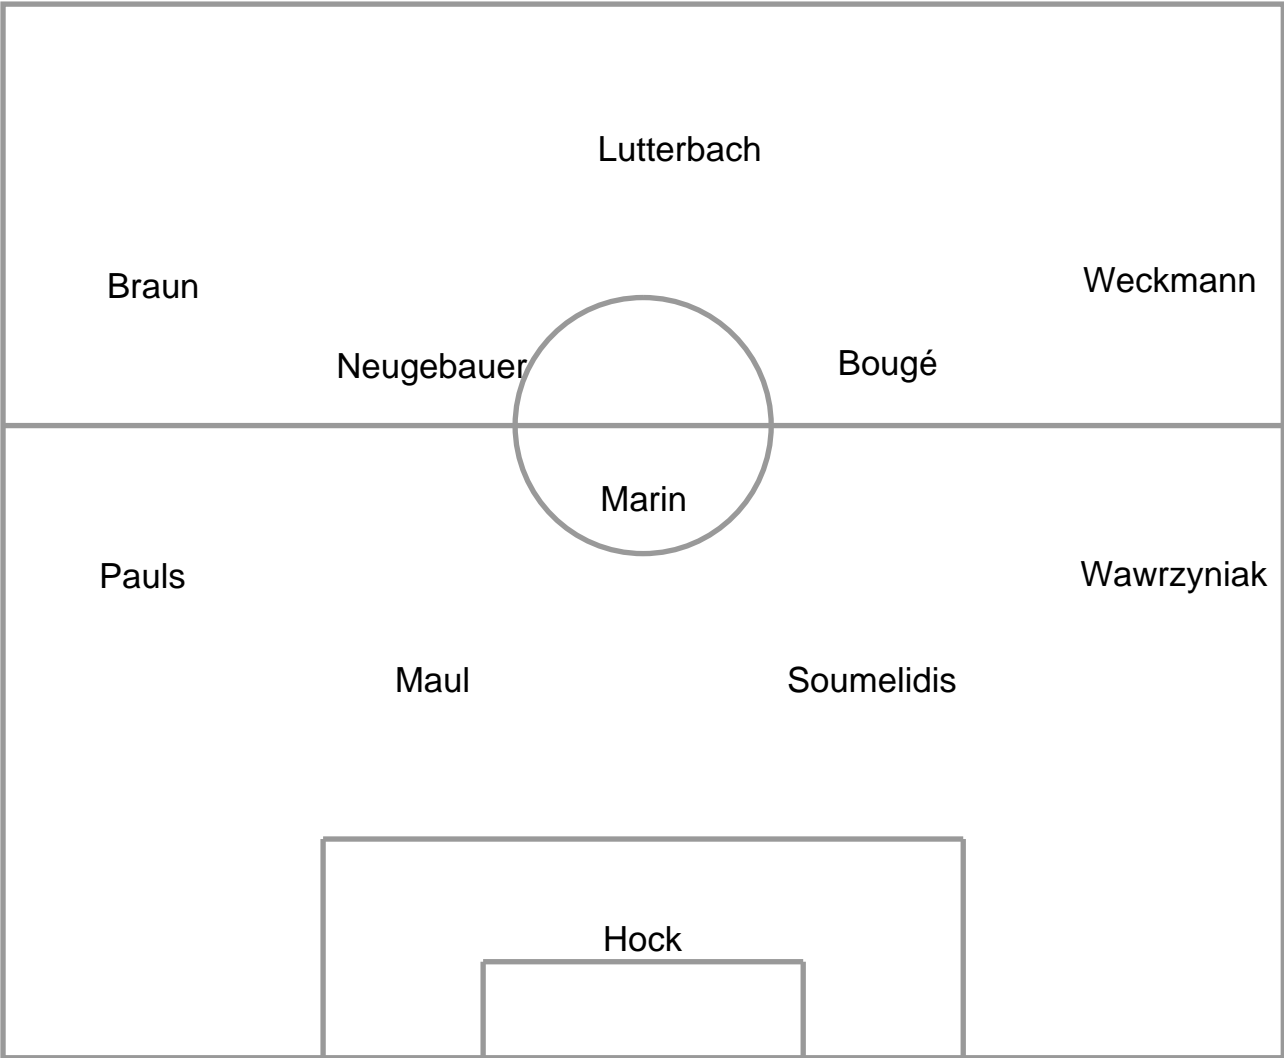 Lutterbach
Braun
Weckmann
Neugebauer
Bougé
Marin
Pauls
Wawrzyniak
Maul
Soumelidis
Hock